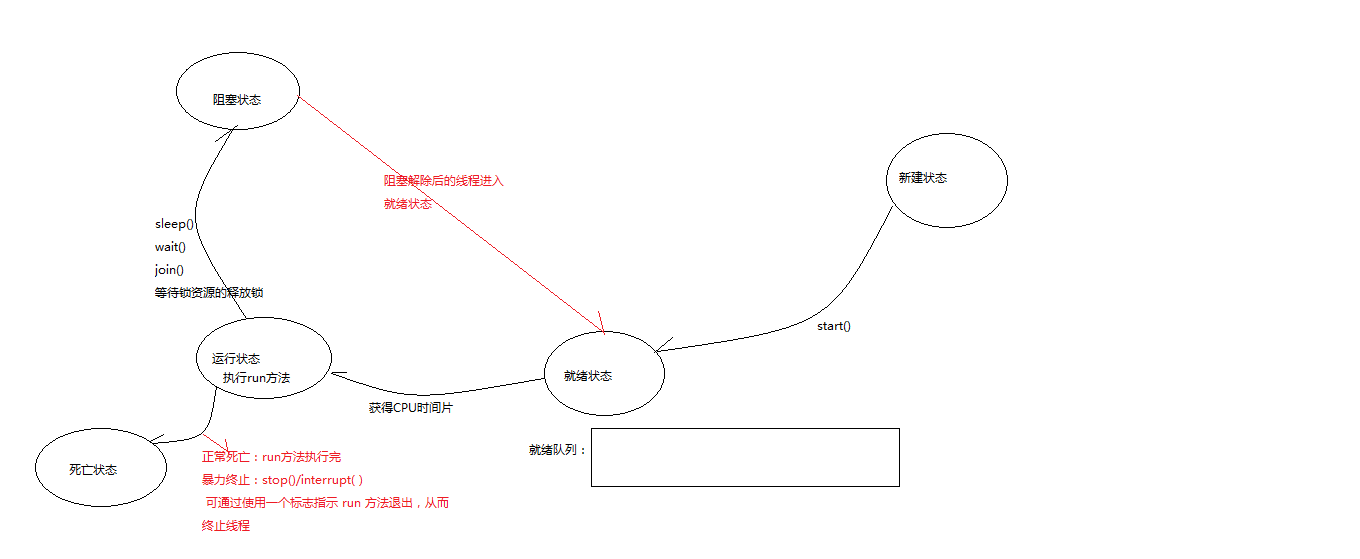 阻塞状态
阻塞解除后的线程进入
就绪状态
新建状态
sleep()
wait()
join()
等待锁资源的释放锁
start()
运行状态
执行run方法
就绪状态
获得CPU时间片
就绪队列：
死亡状态
正常死亡：run方法执行完
暴力终止：stop()/interrupt( )
可通过使用一个标志指示 run 方法退出，从而
终止线程